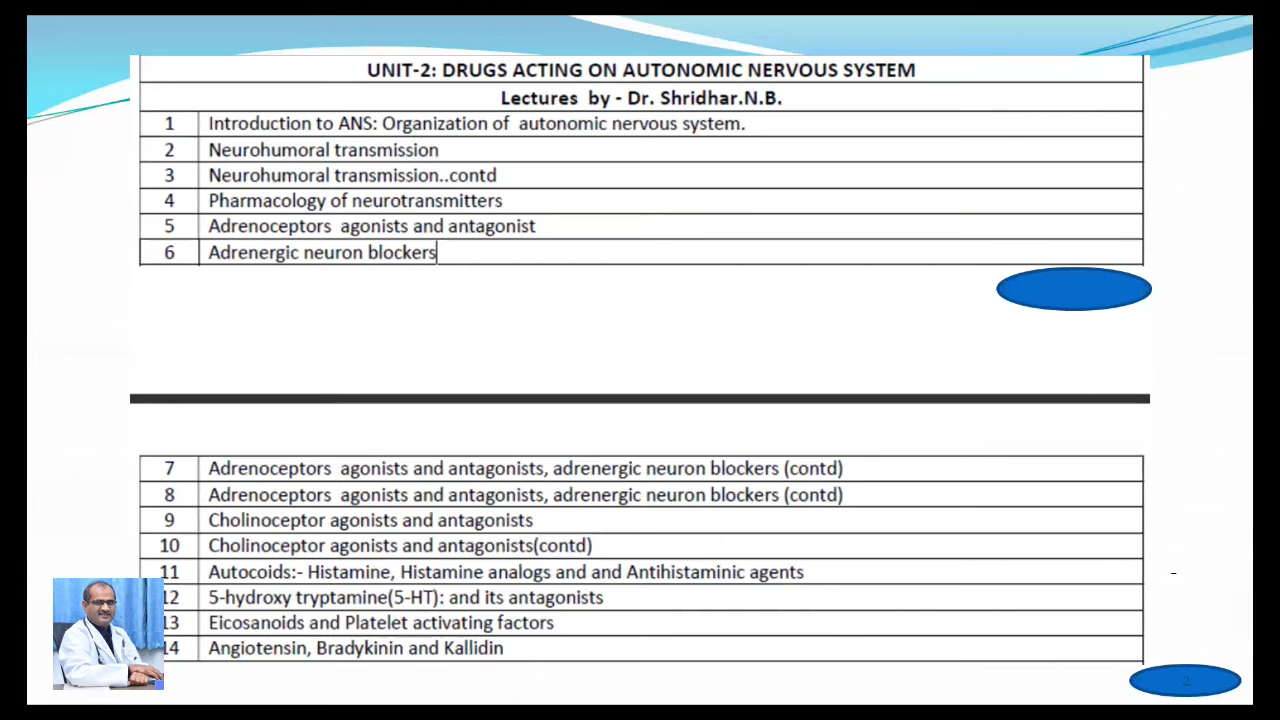 UNIT-2: DRUGS ACTING ON AUTONOMIC NERVOUS SYSTEM
Lectures by - Dr. Shridhar.N.B.
1 Introduction to ANS: Organization of autonomic nervous system.
2 Neurohumoral transmission
3 Neurohumoral transmission..contd
4 Pharmacology of neurotransmitters
5 Adrenoceptors agonists and antagonist
6 Adrenergic neuron blockers
7 Adrenoceptors agonists and antagonists, adrenergic neuron blockers (contd)
8 Adrenoceptors agonists and antagonists, adrenergic neuron blockers (contd)
9 Cholinoceptor agonists and antagonists
10 Cholinoceptor agonists and antagonists(contd)
11 Autocoids:- Histamine, Histamine analogs and and Antihistaminic agents
12 5-hydroxy tryptamine(5-HT): and its antagonists
13 Eicosanoids and Platelet activating factors
14 Angiotensin, Bradykinin and Kallidin
2